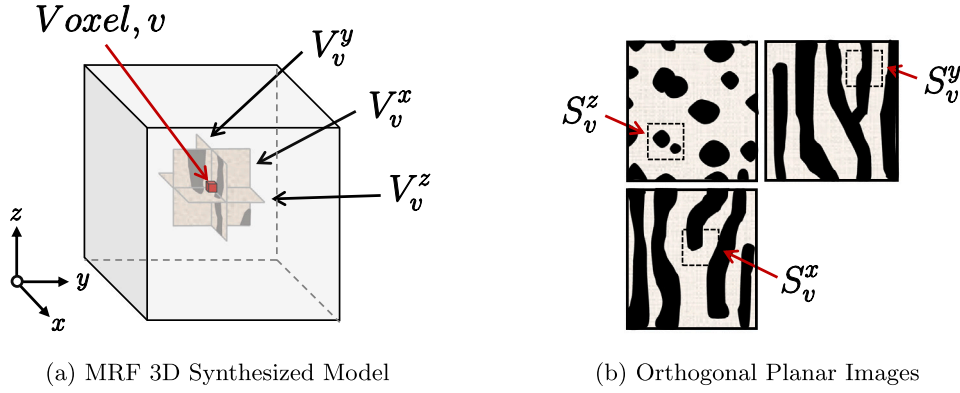 Voxel, v
V_v^y
V_v^x
V_v^z
z
y
x
(a) MRF 3D Synthesized Model
S_v^z
S_v^y
S_v^x
(b) Orthogonal Planar Images